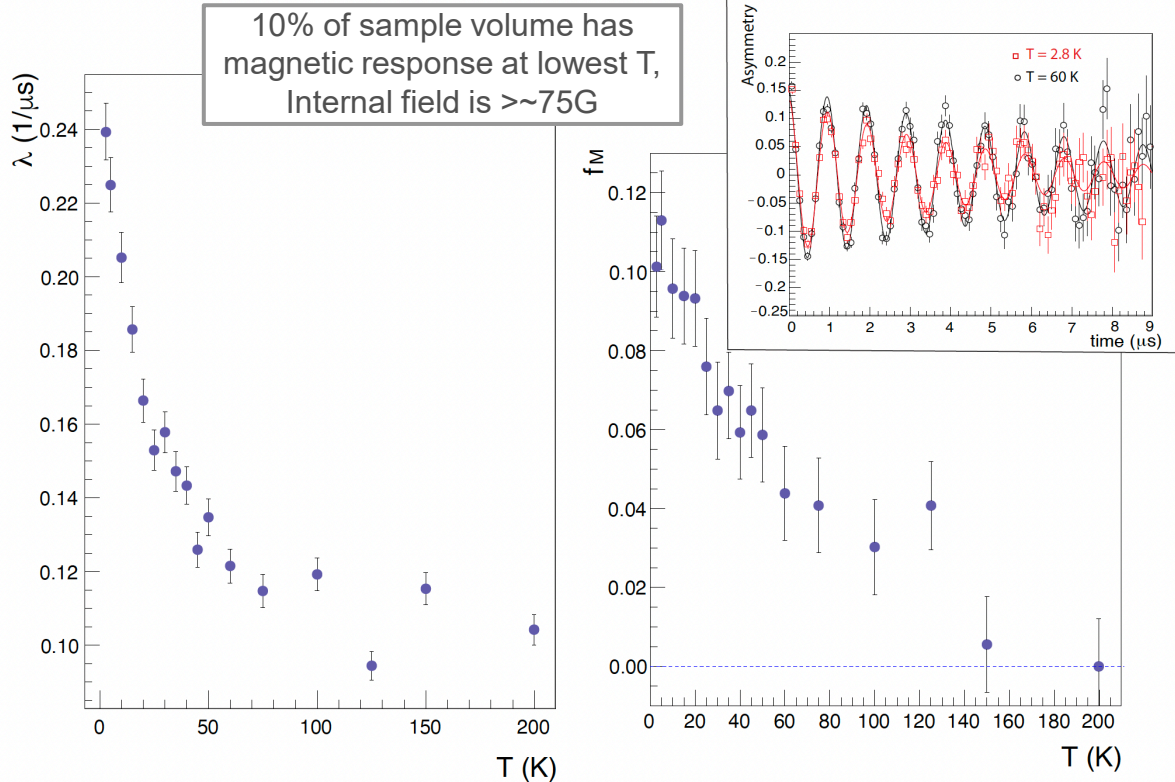 10% of sample volume has
magnetic response at lowest T,
Internal field is >~75G
λ (1/μs)
0.24
0.22
0.20
0.18
0.16
0.14
0.12
0.10
0 50 100 150 200
T (K)
f M
0.12
0.10
0.08
0.06
0.04
0.02
0.00
0 20 40 60 80 100 120 140 160 180 200
T (K)
Asymmetry
T = 2.8 K
T = 60 K
0.2
0.15
0.1
0.05
0
−0.05
−0.1
−0.15
−0.2
−0.25
0 1 2 3 4 5 6 7 8 9
time (μs)